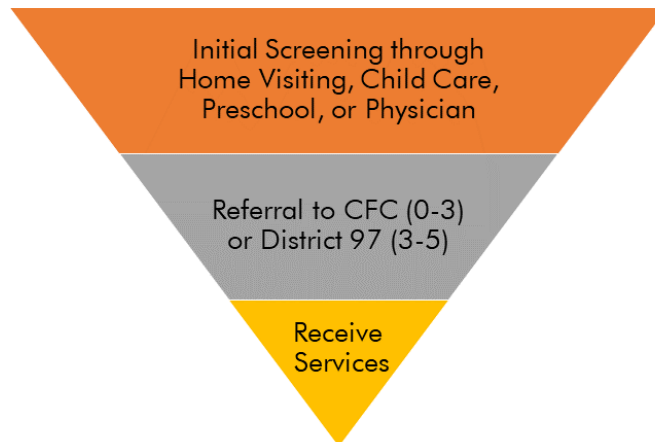 Initial Screening through
Home Visiting, Child Care,
Preschool, or Physician
Referral to CFC (0-3)
or District 97 (3-5)
Receive
Services